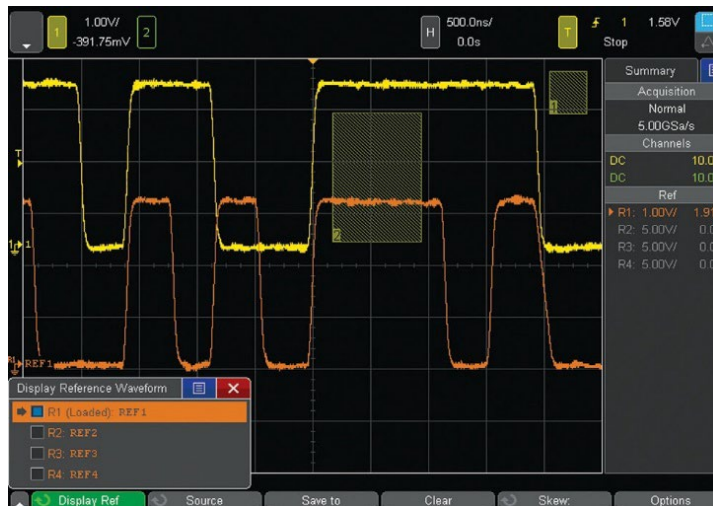 1 1.00V/ 2 H 500.0ns/ T 1 1.58V
-391.75mV 0.0s Stop
Summary
Acquisition
Normal
5.00GSa/s
Channels
DC 10.0
DC 10.0
Ref
R1: 1.00V/ 1.91
R2: 5.00V/ 0.0
R3: 5.00V/ 0.0
R4: 5.00V/ 0.0
T
1
1 1
2
R1 REF1
Display Reference Waveform
R1 (Loaded): REF1
R2: REF2
R3: REF3
R4: REF4
Display Ref Source Save to Clear Skew: Options